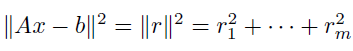 ‖Ax − b‖² = ‖r‖² = r₁² + ⋯ + rₘ²